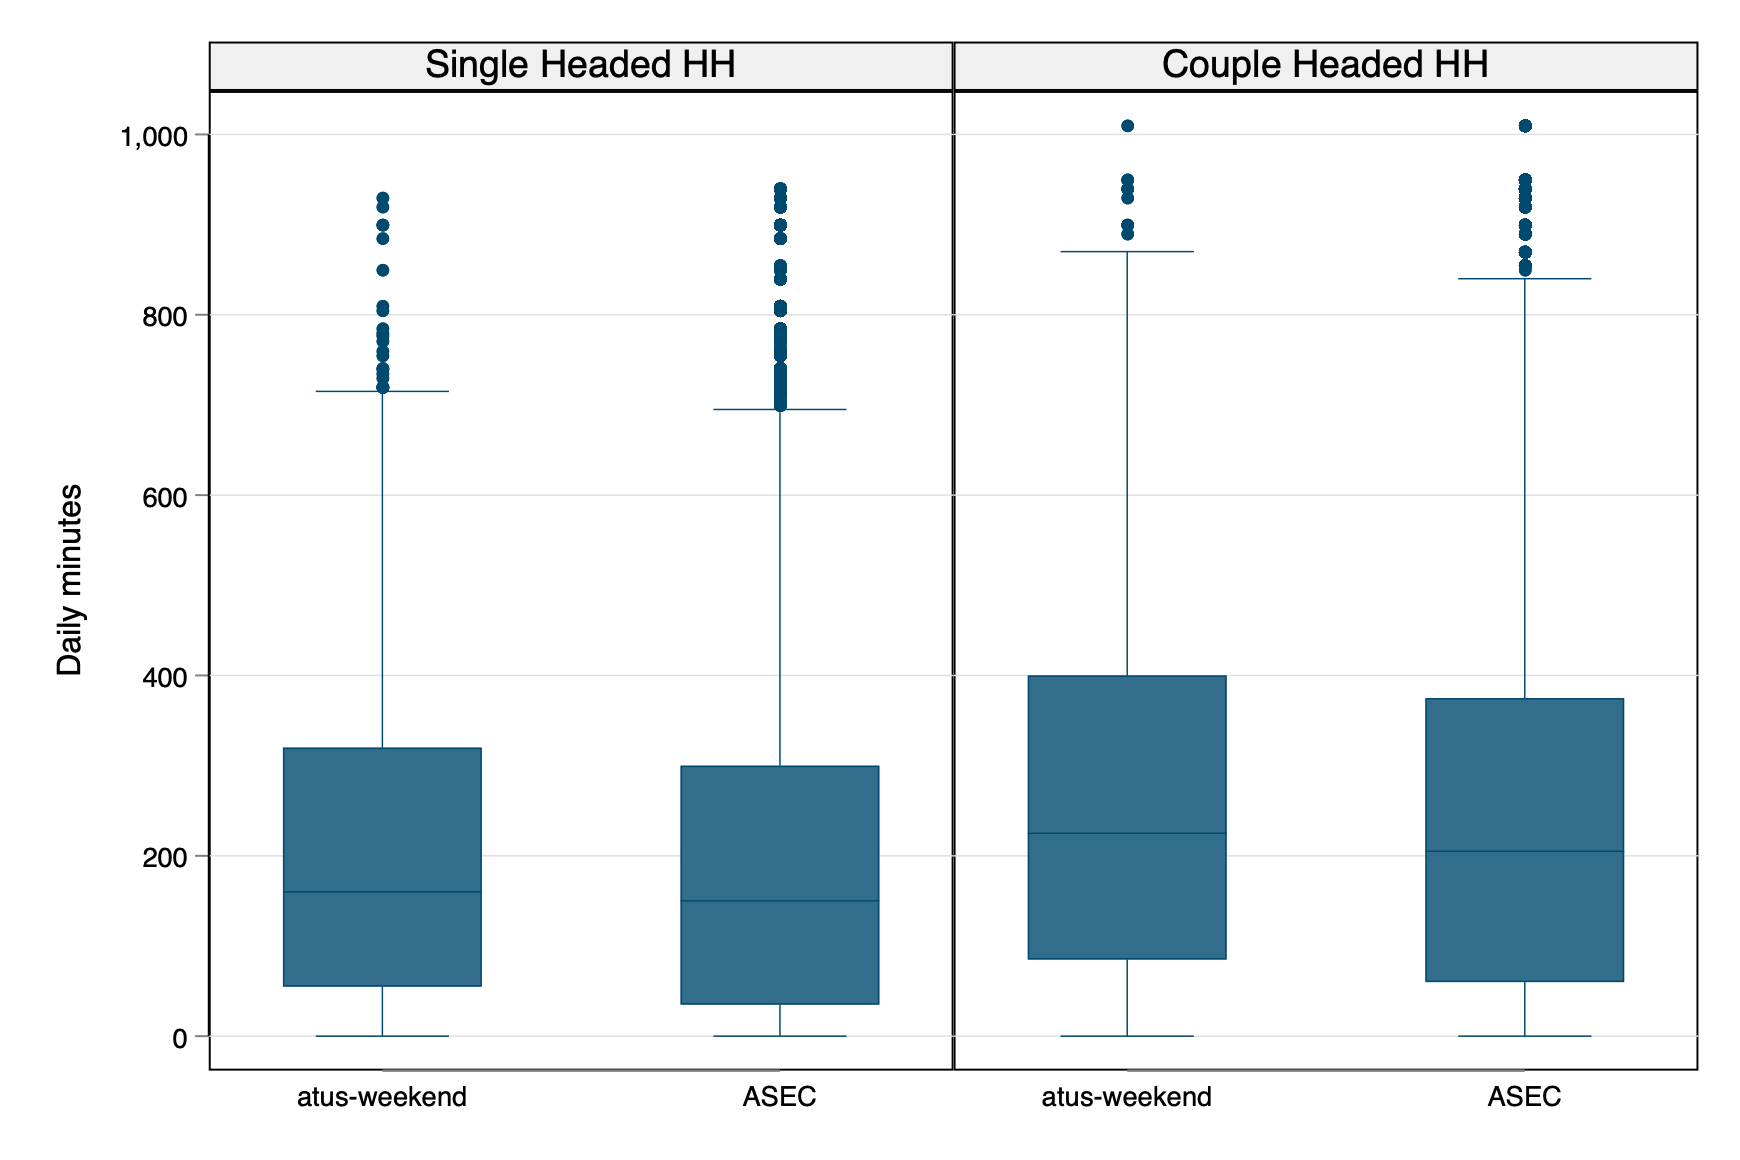 Single Headed HH
Couple Headed HH
Daily minutes
1,000
800
600
400
200
0
atus-weekend
ASEC
atus-weekend
ASEC